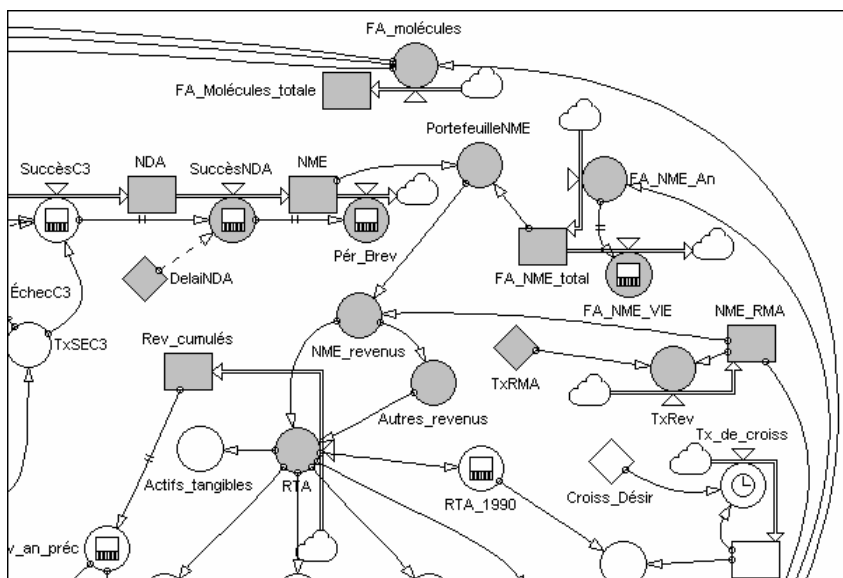 FA_molécules
FA_Molécules_totale
PortefeuilleNME
SuccèsC3
NDA
SuccèsNDA
NME
FA_NME_An
Pér_Brev
DelaiNDA
FA_NME_total
ÉchecC3
FA_NME_VIE
NME_RMA
TxSEC3
Rev_cumulés
NME_revenus
TxRMA
Autres_revenus
TxRev
Tx_de_croiss
Actifs_tangibles
RTA
RTA_1990
Croiss_Désir
v_an_préc